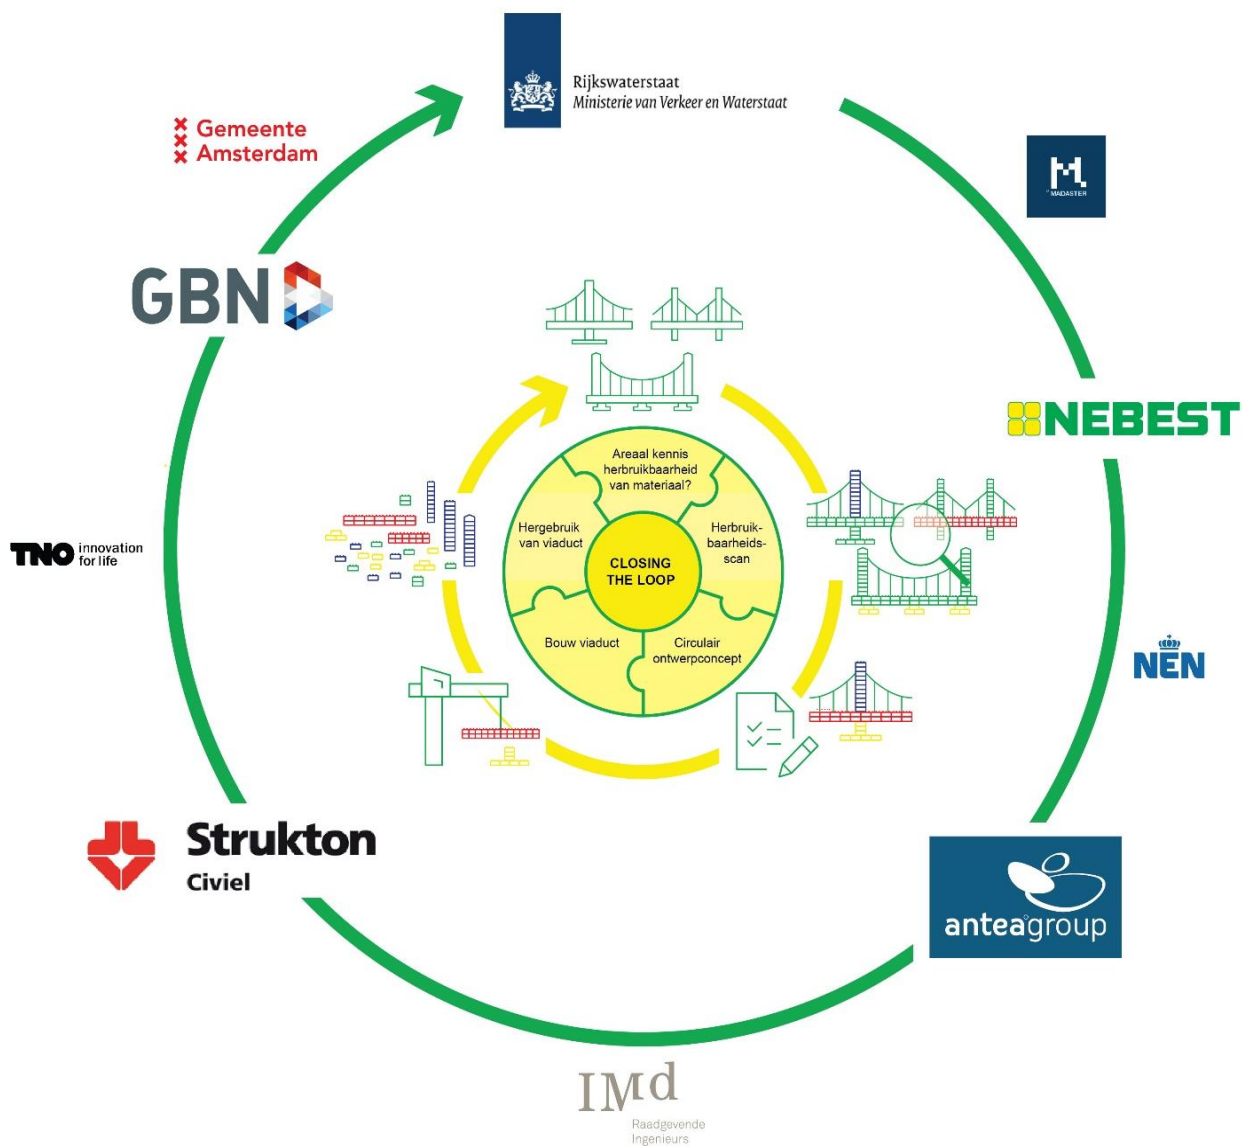 Rijkswaterstaat
Ministerie van Verkeer en Waterstaat
Gemeente
Amsterdam
M
MADASTER
GBN
NEBEST
Areaal kennis
herbruikbaarheid
van materiaal?
Hergebruik
van viaduct
Herbruik-
baarheids-
scan
CLOSING
THE LOOP
Bouw viaduct
Circulair
ontwerpconcept
TNO innovation
for life
NEN
Strukton
Civiel
anteagroup
IMd
Raadgevende
Ingenieurs